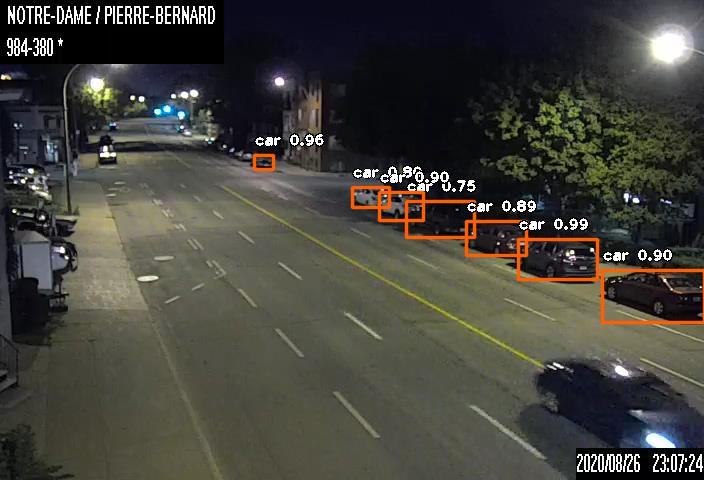 NOTRE-DAME / PIERRE-BERNARD
984-380 *
car 0.96
car 0.86
car 0.90
car 0.75
car 0.89
car 0.99
car 0.90
2020/08/26 23:07:24